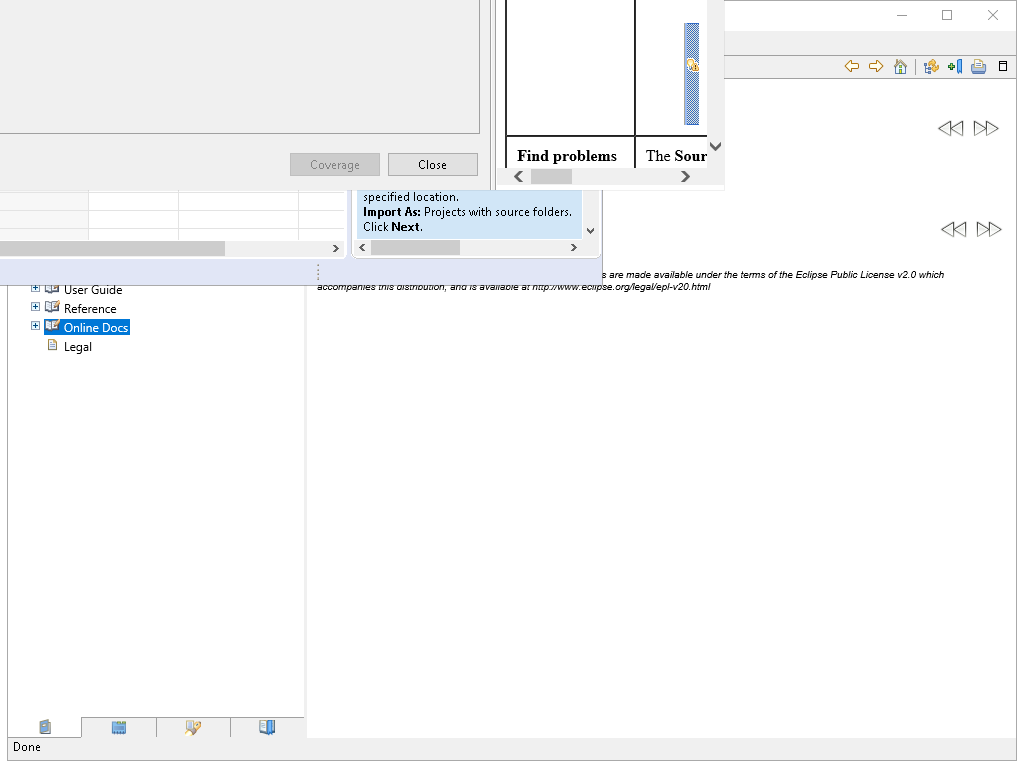 Find problems
The Sour
Coverage
Close
specified location.
Import As: Projects with source folders.
Click Next.
s are made available under the terms of the Eclipse Public License v2.0 which
accompanies this distribution, and is available at http://www.eclipse.org/legal/epl-v20.html
User Guide
Reference
Online Docs
Legal
Done